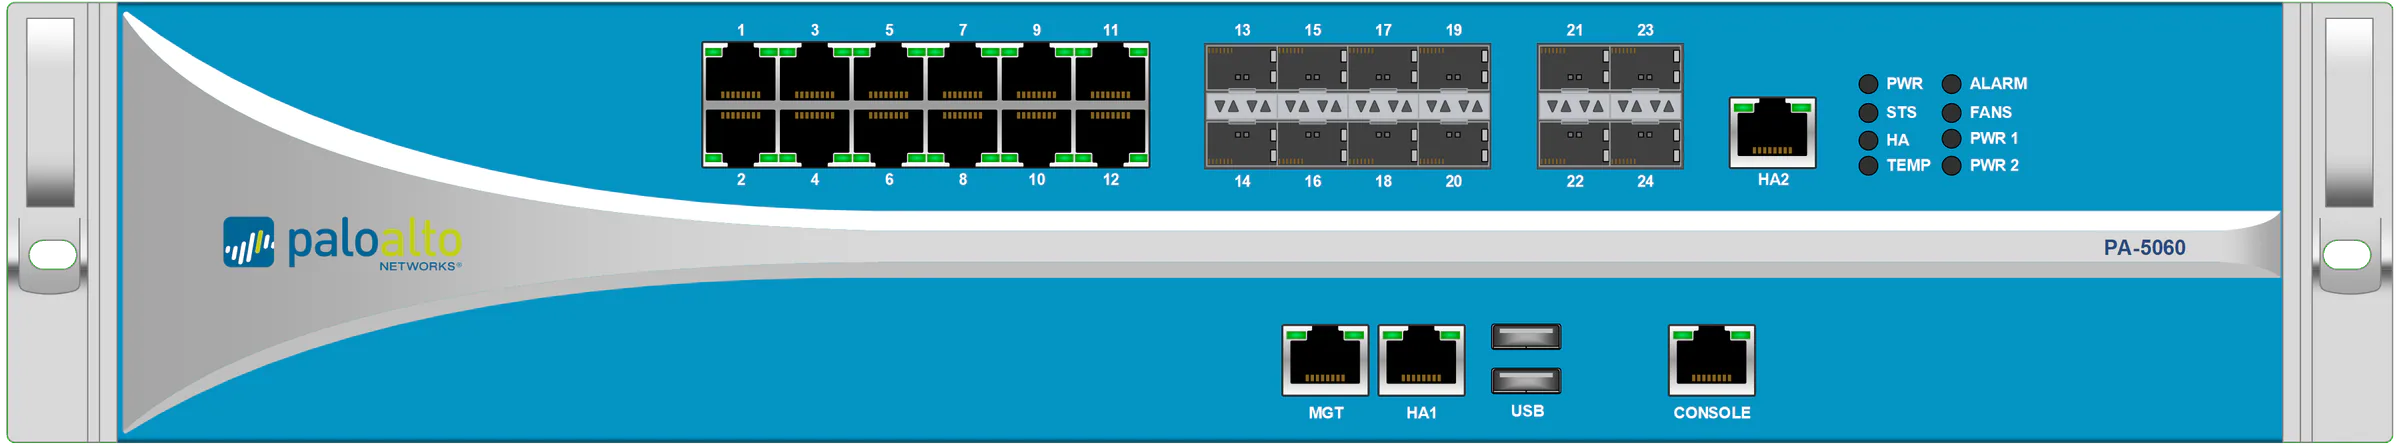 1 3 5 7 9 11 13 15 17 19 21 23
PWR ALARM
STS FANS
HA PWR 1
TEMP PWR 2
2 4 6 8 10 12 14 16 18 20 22 24 HA2
paloalto
NETWORKS®
PA-5060
MGT HA1 USB CONSOLE